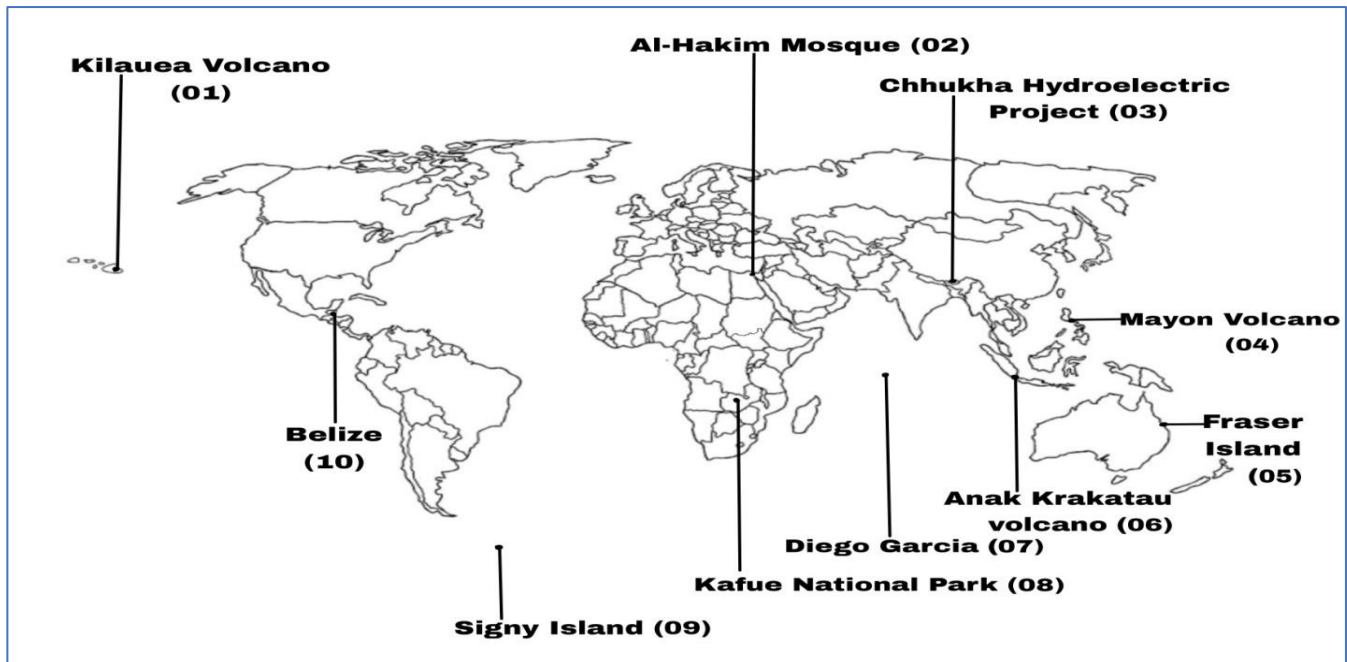 Al-Hakim Mosque (02)
Kilauea Volcano
(01)
Chhukha Hydroelectric
Project (03)
Mayon Volcano
(04)
Fraser
Island
(05)
Belize
(10)
Anak Krakatau
volcano (06)
Diego Garcia (07)
Kafue National Park (08)
Signy Island (09)